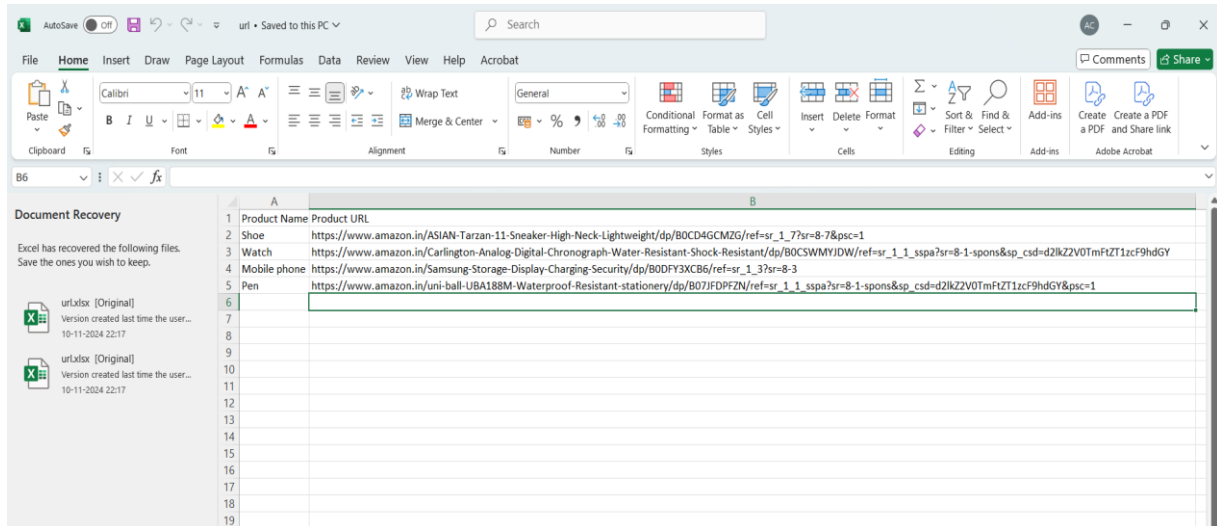 AutoSave Off url • Saved to this PC Search AC
File Home Insert Draw Page Layout Formulas Data Review View Help Acrobat Comments Share
Paste
Clipboard
Calibri 11 A^ A˅
B I U A
Font
Wrap Text
Merge & Center
Alignment
General
% 9 .00
Number
Conditional Formatting
Format as Table
Cell Styles
Styles
Insert Delete Format
Cells
Sort & Filter
Find & Select
Editing
Add-ins
Add-ins
Create a PDF
Create a PDF and Share link
Adobe Acrobat
B6 fx
Document Recovery
Excel has recovered the following files.
Save the ones you wish to keep.
url.xlsx [Original]
Version created last time the user...
10-11-2024 22:17
url.xlsx [Original]
Version created last time the user...
10-11-2024 22:17
A B
1 Product Name Product URL
2 Shoe https://www.amazon.in/ASIAN-Tarzan-11-Sneaker-High-Neck-Lightweight/dp/B0CD4GCMZG/ref=sr_1_7?sr=8-7&psc=1
3 Watch https://www.amazon.in/Carlington-Analog-Digital-Chronograph-Water-Resistant-Shock-Resistant/dp/B0CSWMYJDW/ref=sr_1_1_sspa?sr=8-1-spons&sp_csd=d2lkZ2V0TmFtZT1zcF9hdGY
4 Mobile phone https://www.amazon.in/Samsung-Storage-Display-Charging-Security/dp/B0DFY3XCB6/ref=sr_1_3?sr=8-3
5 Pen https://www.amazon.in/uni-ball-UBA188M-Waterproof-Resistant-stationery/dp/B07JFDPFZN/ref=sr_1_1_sspa?sr=8-1-spons&sp_csd=d2lkZ2V0TmFtZT1zcF9hdGY&psc=1
6
7
8
9
10
11
12
13
14
15
16
17
18
19